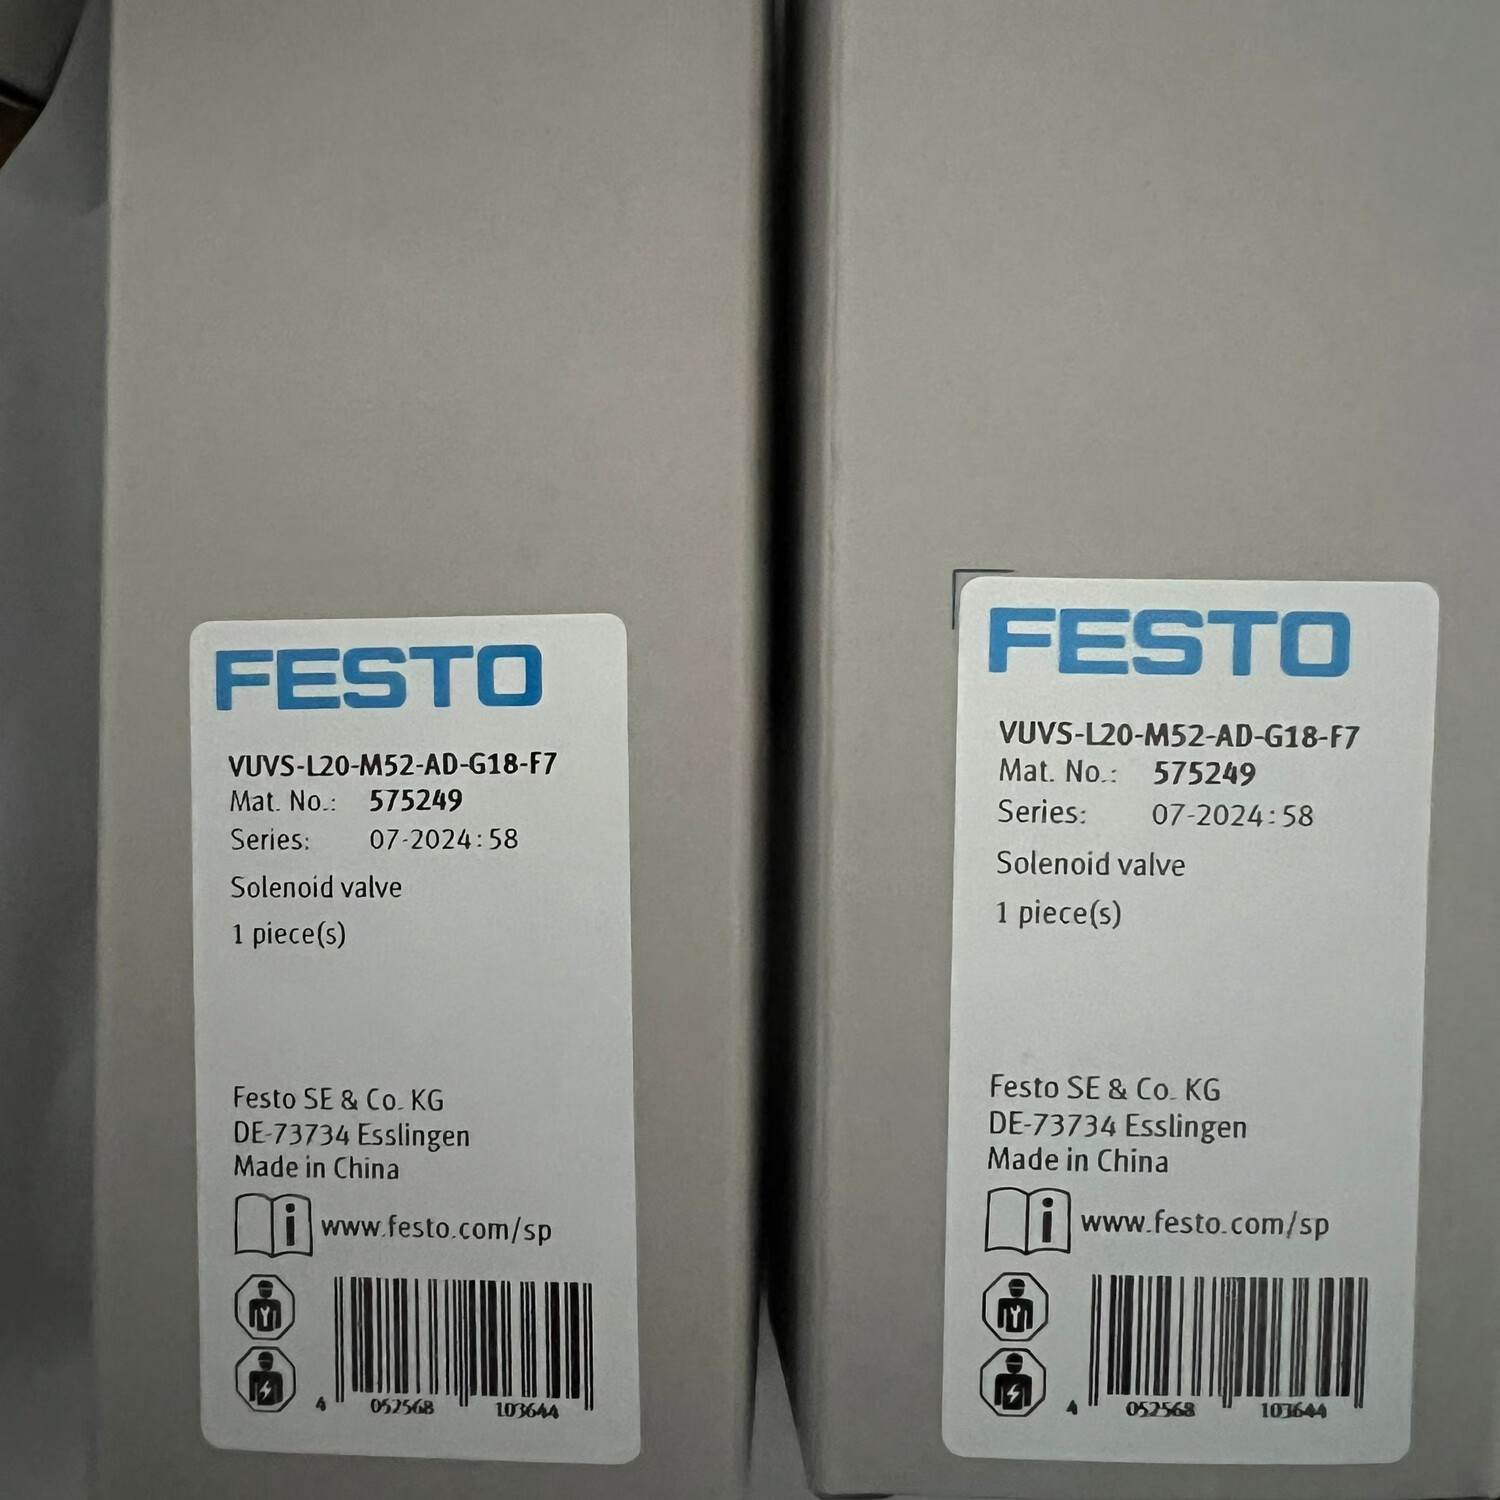 FESTO
VUVS-L20-M52-AD-G18-F7
Mat. No.: 575249
Series: 07-2024:58
Solenoid valve
1 piece(s)
Festo SE & Co. KG
DE-73734 Esslingen
Made in China
i www.festo.com/sp
4 052568 103644
FESTO
VUVS-L20-M52-AD-G18-F7
Mat. No.: 575249
Series: 07-2024:58
Solenoid valve
1 piece(s)
Festo SE & Co. KG
DE-73734 Esslingen
Made in China
i www.festo.com/sp
4 052568 103644